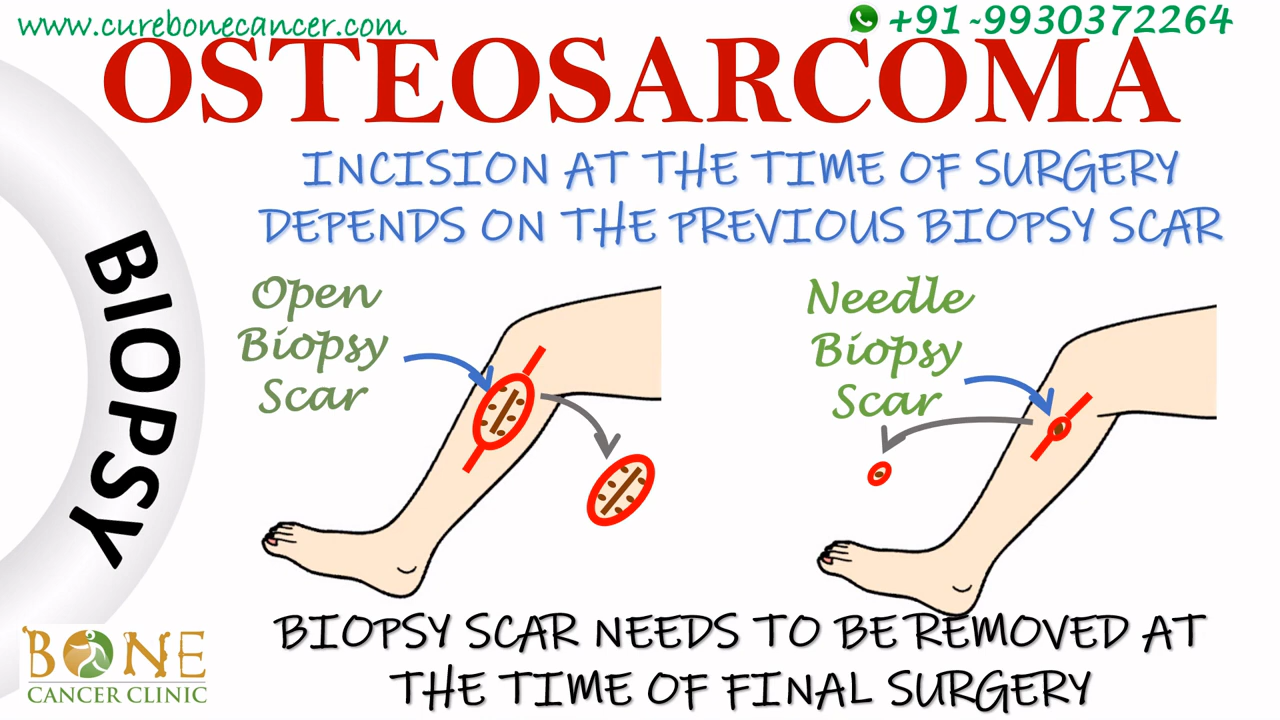 www.curebonecancer.com
+91-9930372264
OSTEOSARCOMA
INCISION AT THE TIME OF SURGERY
DEPENDS ON THE PREVIOUS BIOPSY SCAR
BIOPSY
Open
Biopsy
Scar
Needle
Biopsy
Scar
BIOPSY SCAR NEEDS TO BE REMOVED AT
THE TIME OF FINAL SURGERY
BONE
CANCER CLINIC